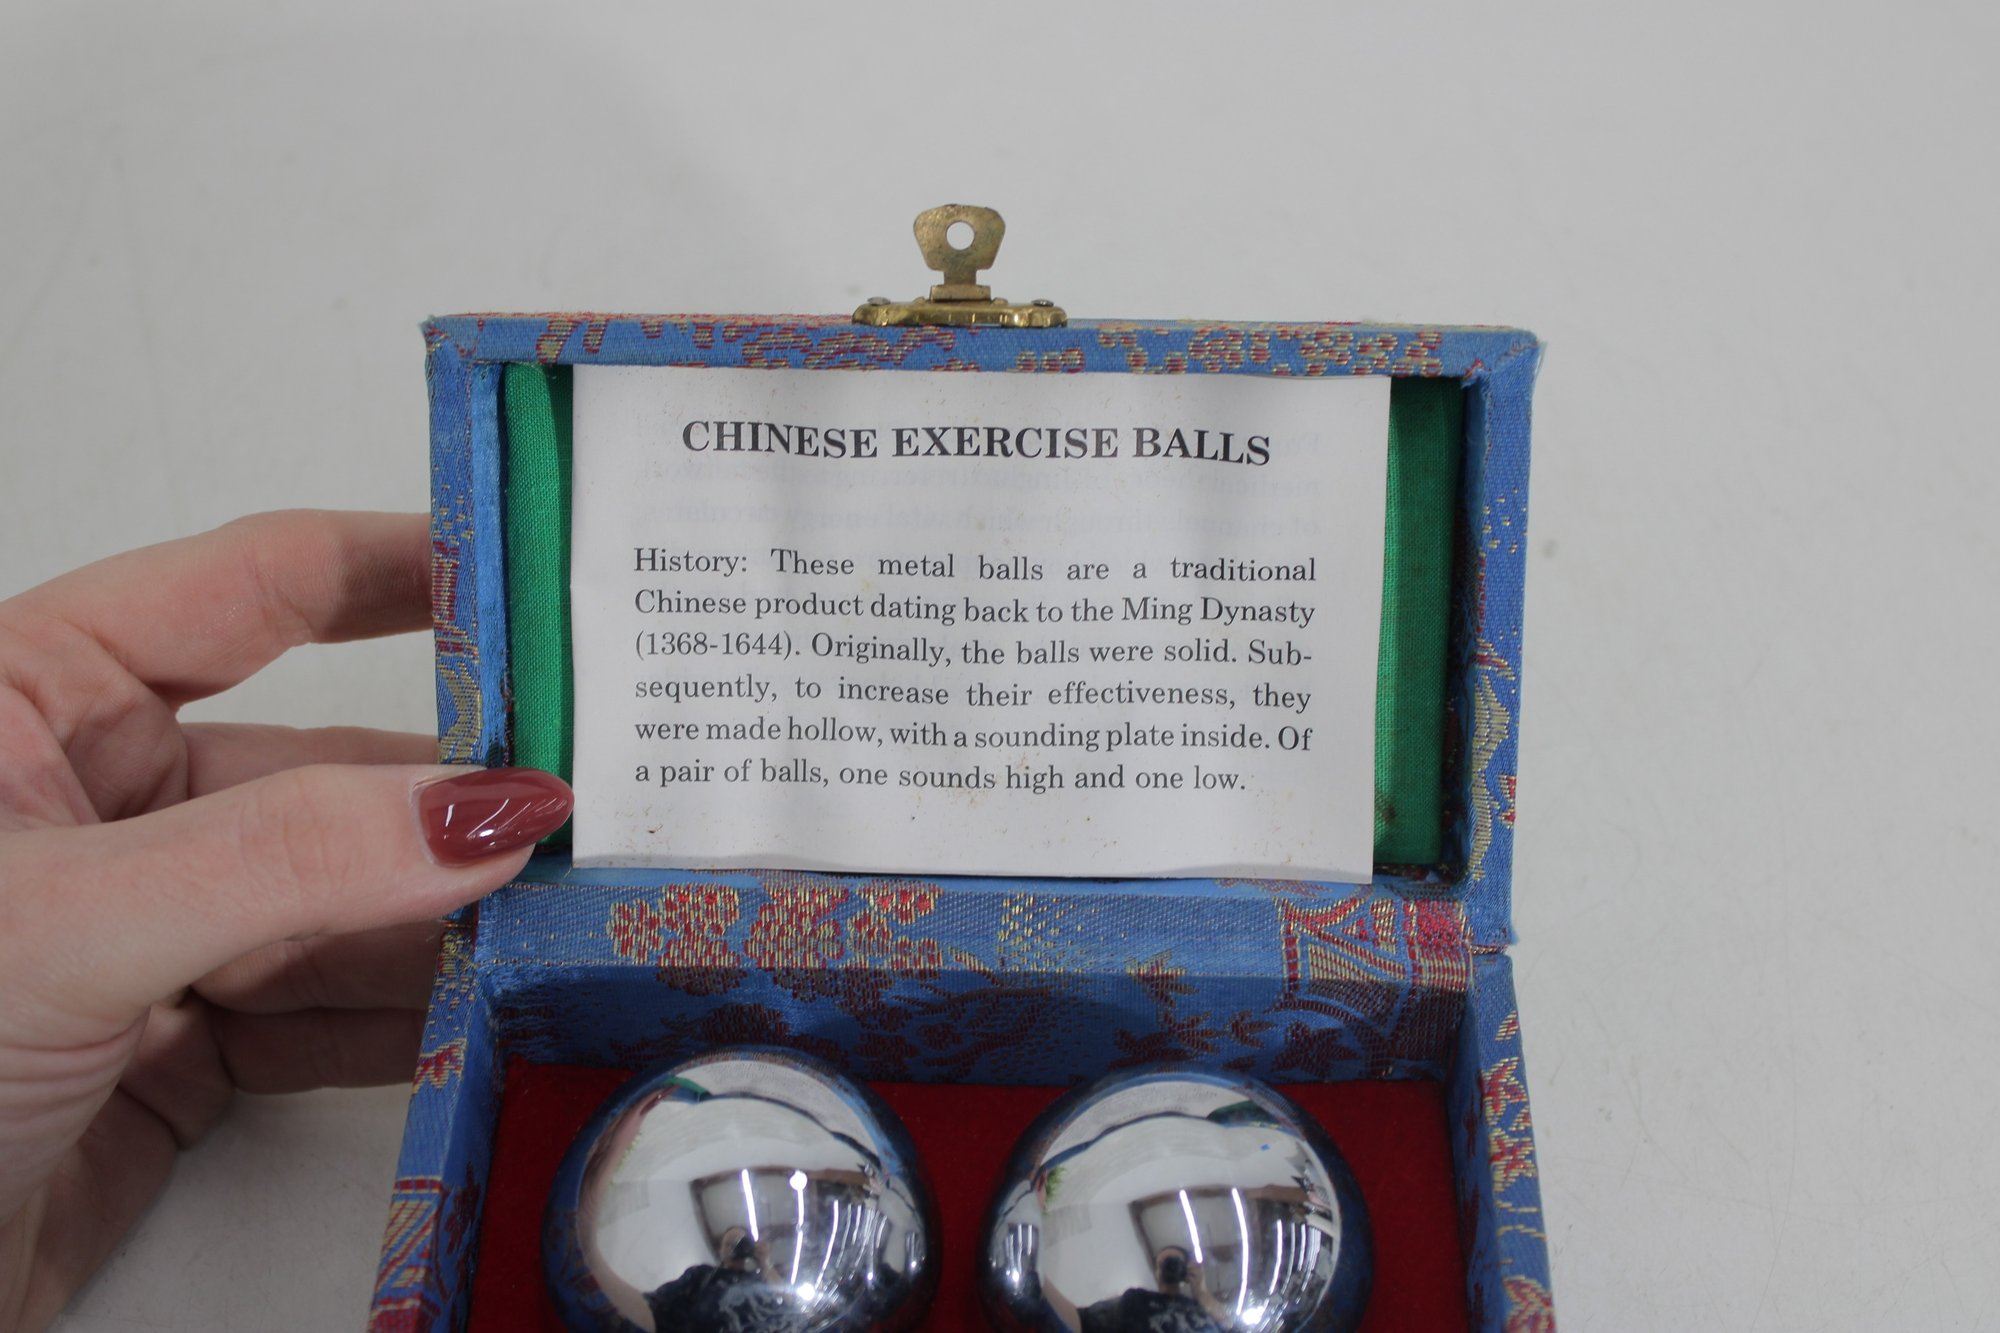 CHINESE EXERCISE BALLS
History: These metal balls are a traditional
Chinese product dating back to the Ming Dynasty
(1368-1644). Originally, the balls were solid. Sub-
sequently, to increase their effectiveness, they
were made hollow, with a sounding plate inside. Of
a pair of balls, one sounds high and one low.